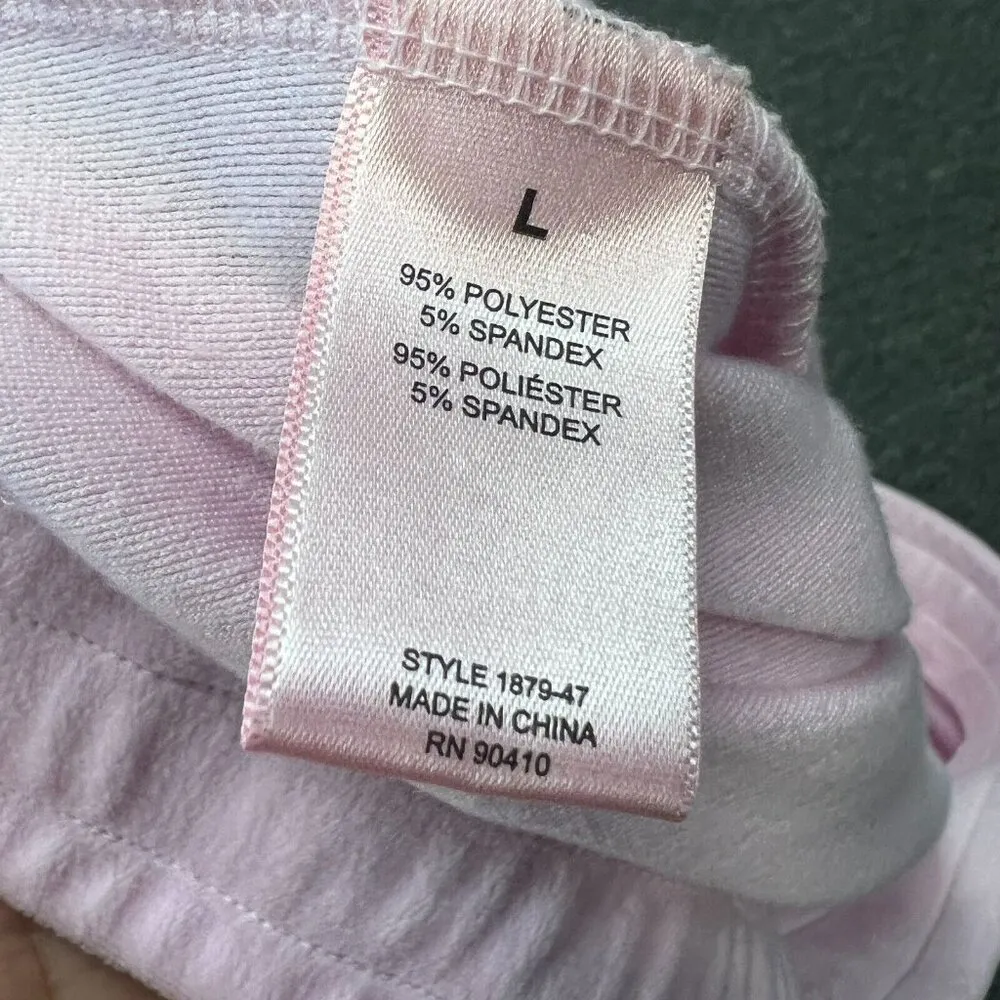 L
95% POLYESTER
5% SPANDEX
95% POLIÉSTER
5% SPANDEX
STYLE 1879-47
MADE IN CHINA
RN 90410